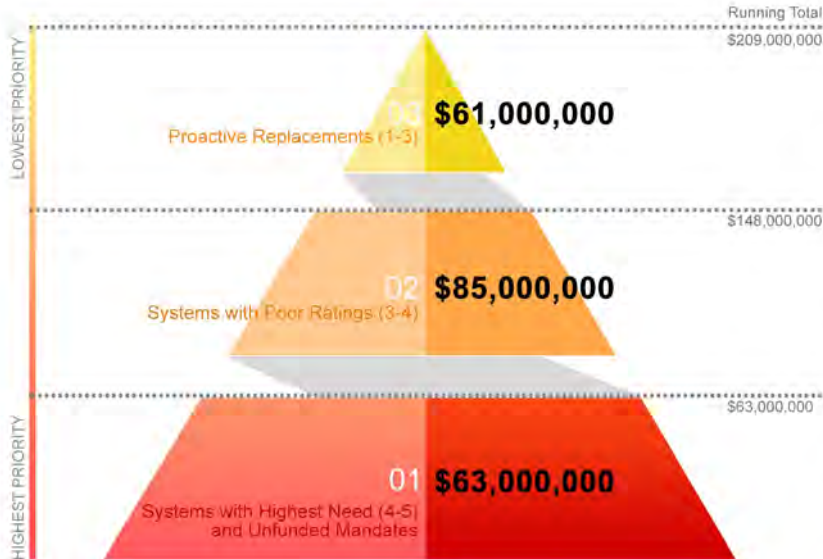 Running Total
$209,000,000
LOWEST PRIORITY
03
$61,000,000
Proactive Replacements (1-3)
$148,000,000
02
$85,000,000
Systems with Poor Ratings (3-4)
$63,000,000
HIGHEST PRIORITY
01
$63,000,000
Systems with Highest Need (4-5)
and Unfunded Mandates